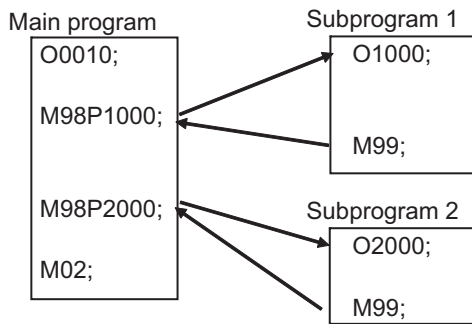 Main program
O0010;
M98P1000;
M98P2000;
M02;
Subprogram 1
O1000;
M99;
Subprogram 2
O2000;
M99;